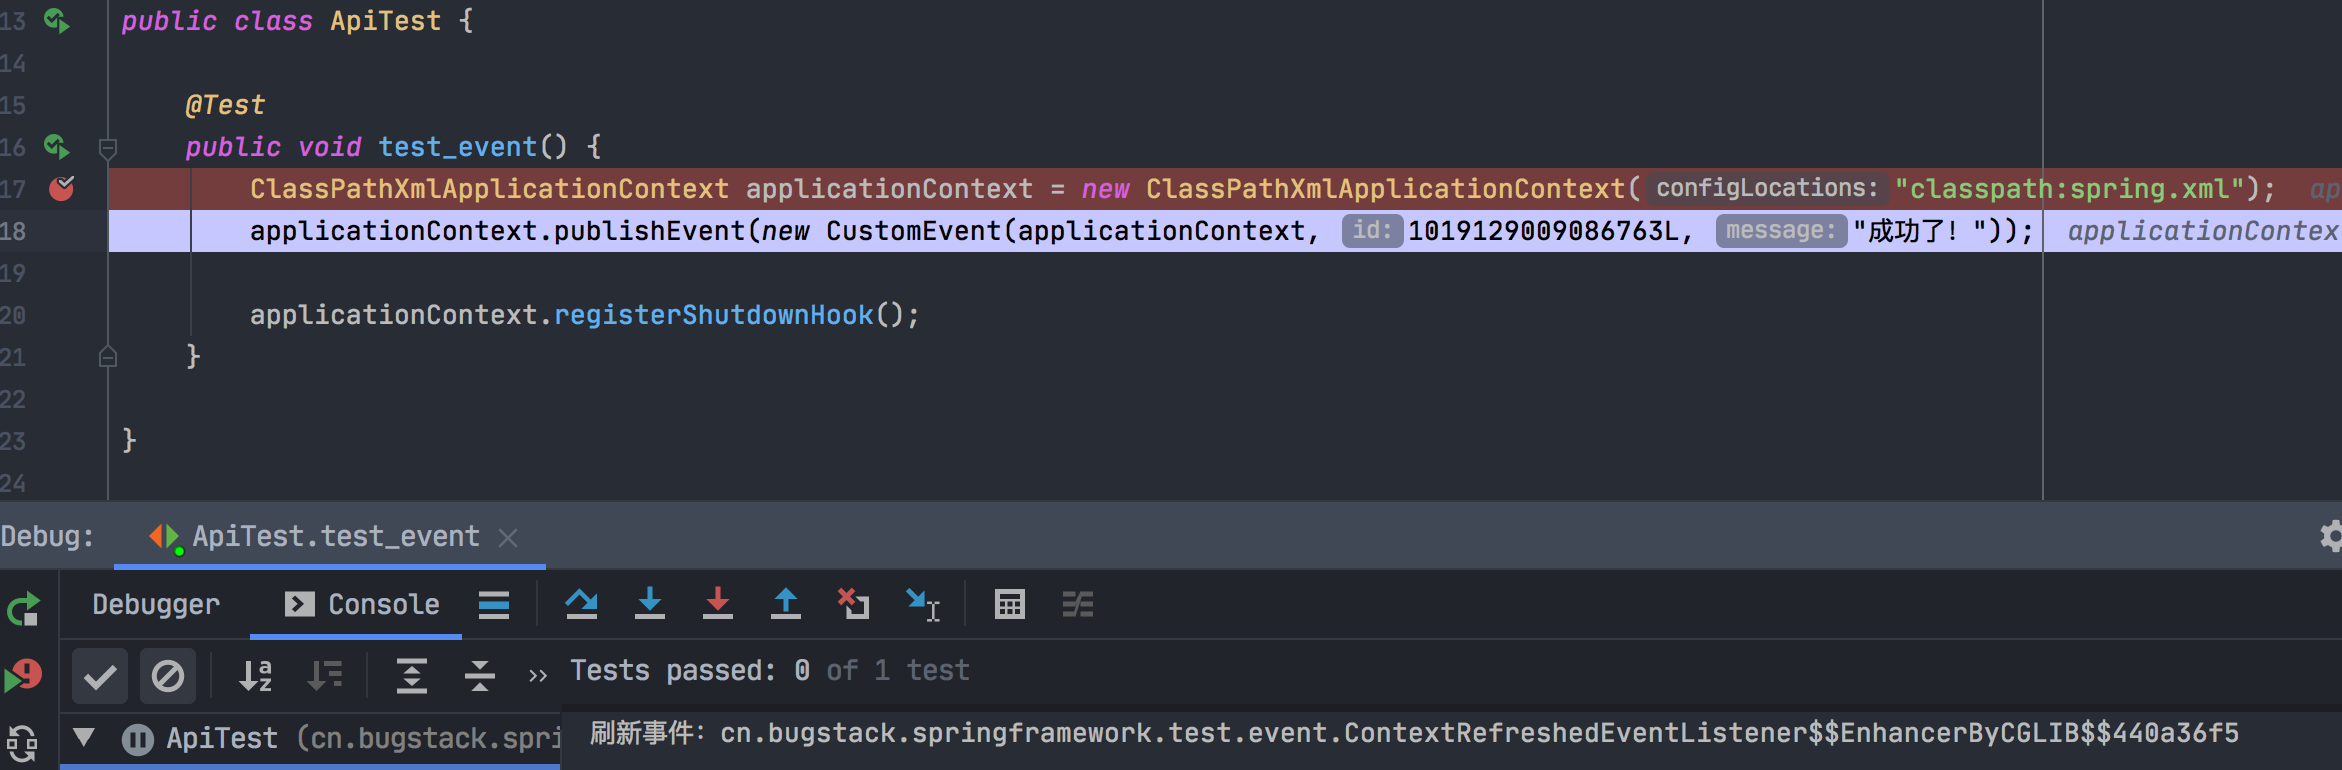 13 public class ApiTest {
14
15 @Test
16 public void test_event() {
17 ClassPathXmlApplicationContext applicationContext = new ClassPathXmlApplicationContext( configLocations: "classpath:spring.xml"); ap
18 applicationContext.publishEvent(new CustomEvent(applicationContext, id: 1019129009086763L, message: "成功了！")); applicationContex
19
20 applicationContext.registerShutdownHook();
21 }
22
23 }
24
Debug: ApiTest.test_event
Debugger Console
Tests passed: 0 of 1 test
ApiTest (cn.bugstack.spri
刷新事件：cn.bugstack.springframework.test.event.ContextRefreshedEventListener$$EnhancerByCGLIB$$440a36f5